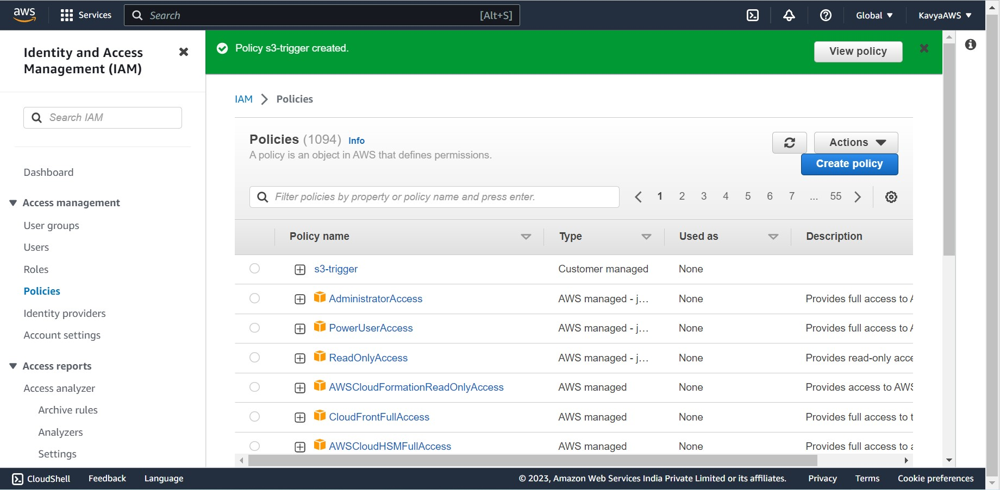 aws
Services
Search
[Alt+S]
Global
KavyaAWS
Identity and Access
Management (IAM)
Search IAM
Dashboard
Access management
User groups
Users
Roles
Policies
Identity providers
Account settings
Access reports
Access analyzer
Archive rules
Analyzers
Settings
Policy s3-trigger created.
View policy
IAM
Policies
Policies (1094) Info
A policy is an object in AWS that defines permissions.
Actions
Create policy
Filter policies by property or policy name and press enter.
1 2 3 4 5 6 7 ... 55
Policy name Type Used as Description
s3-trigger Customer managed None
AdministratorAccess AWS managed - j... None Provides full access to
PowerUserAccess AWS managed - j... None Provides full access to
ReadOnlyAccess AWS managed - j... None Provides read-only acce
AWSCloudFormationReadOnlyAccess AWS managed None Provides access to AWS
CloudFrontFullAccess AWS managed None Provides full access to t
AWSCloudHSMFullAccess AWS managed None Provides full access to
CloudShell Feedback Language © 2023, Amazon Web Services India Private Limited or its affiliates. Privacy Terms Cookie preferences